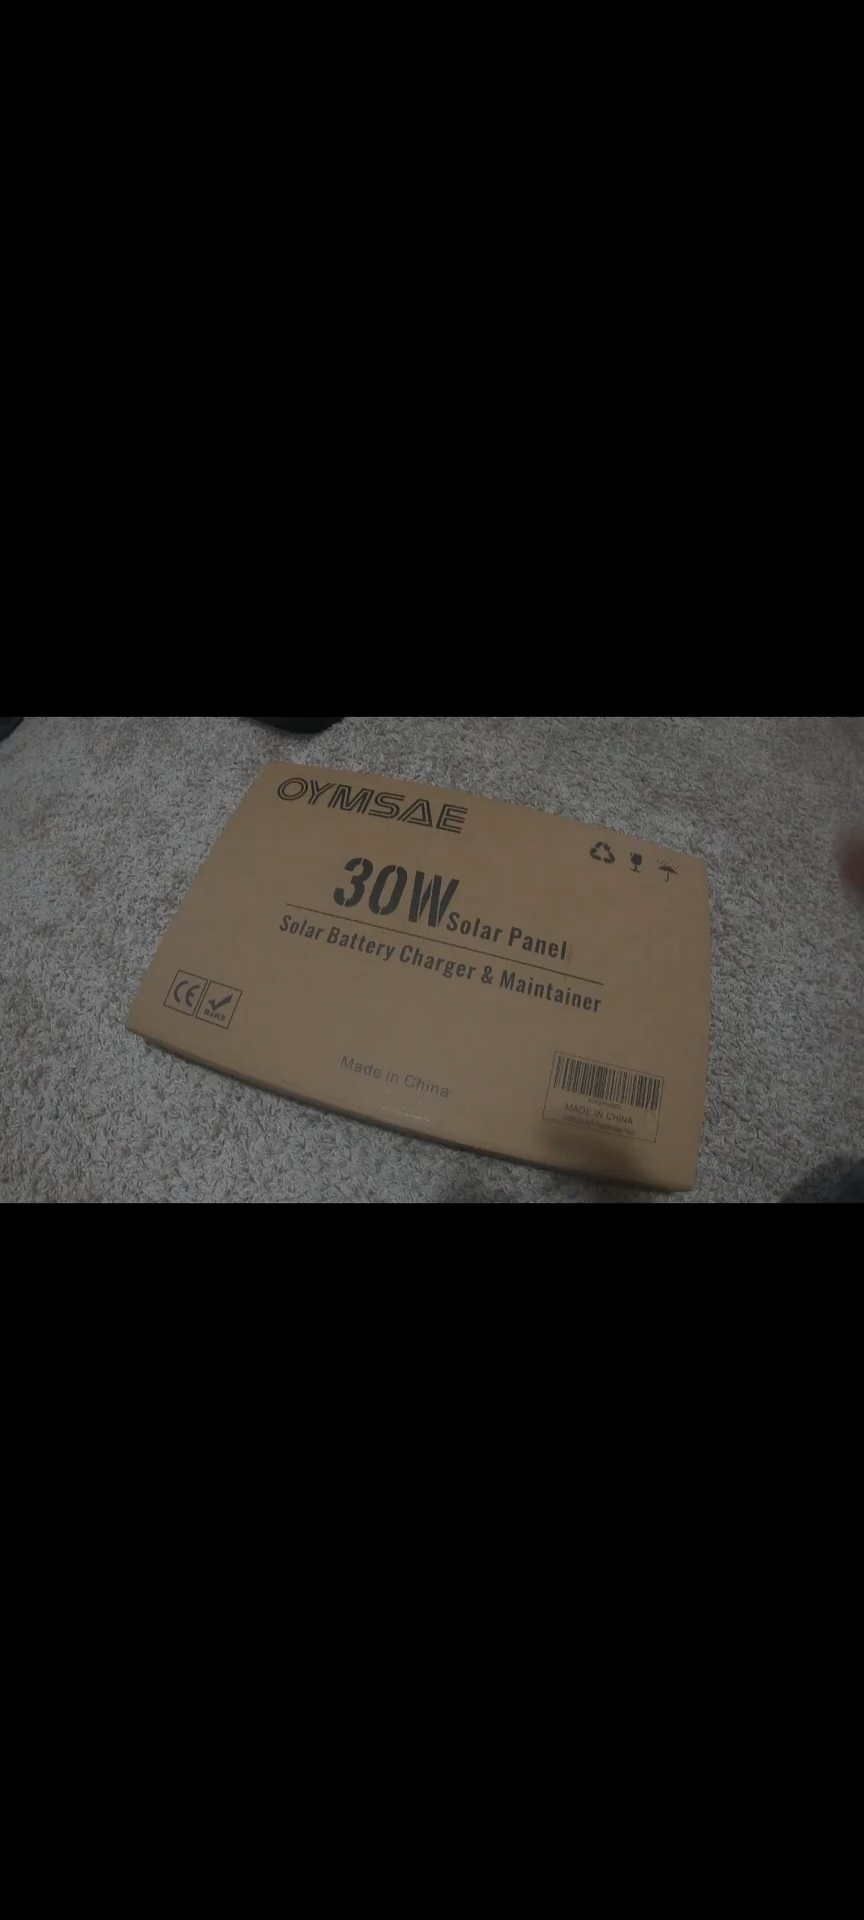 OYMSAE
30W Solar Panel
Solar Battery Charger & Maintainer
CE
RoHS
Made in China
MADE IN CHINA